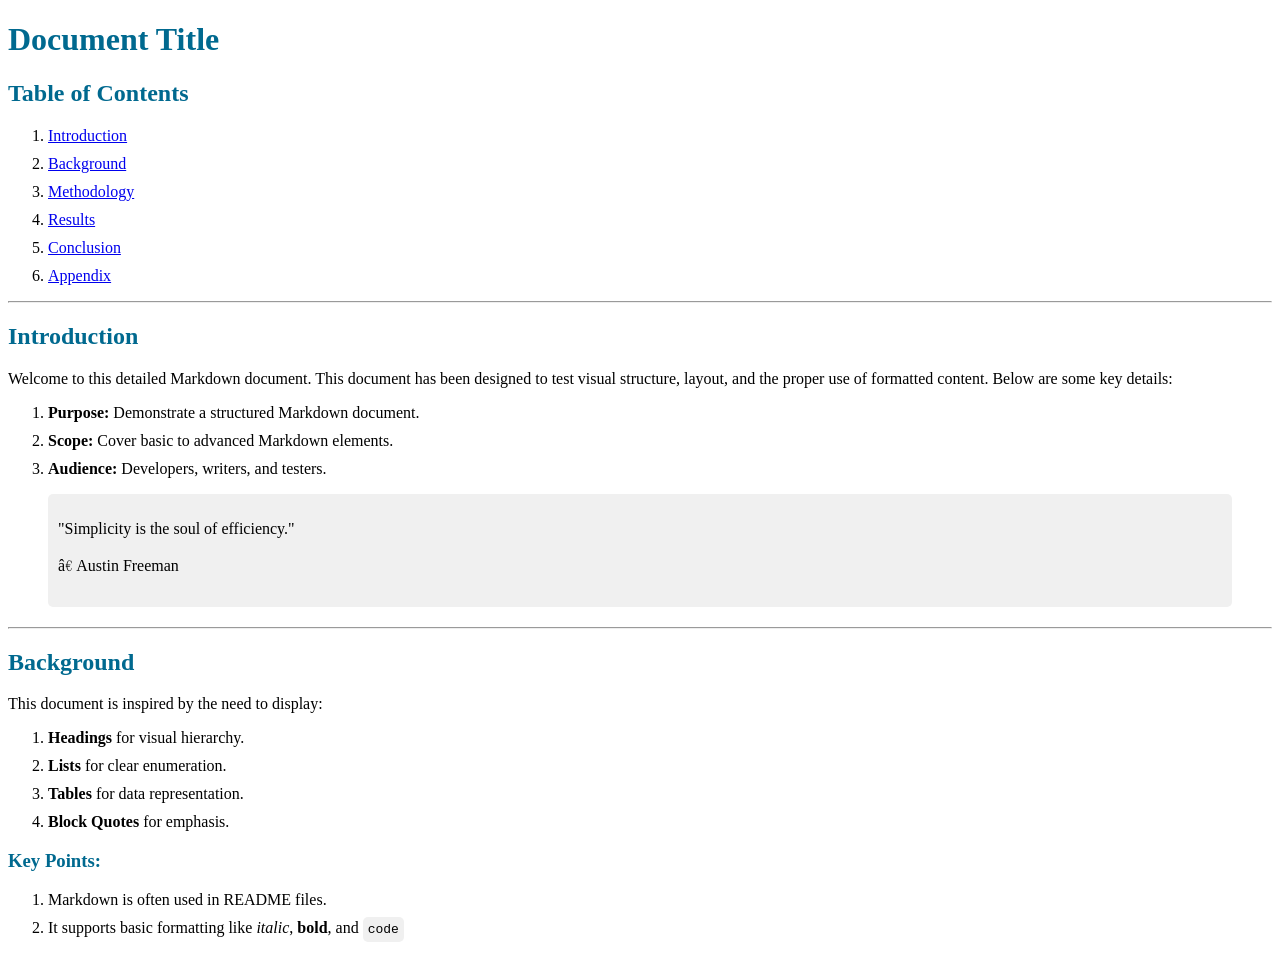 Document Title
Table of Contents
1. Introduction
2. Background
3. Methodology
4. Results
5. Conclusion
6. Appendix
Introduction
Welcome to this detailed Markdown document. This document has been designed to test visual structure, layout, and the proper use of formatted content. Below are some key details:
1. Purpose: Demonstrate a structured Markdown document.
2. Scope: Cover basic to advanced Markdown elements.
3. Audience: Developers, writers, and testers.
"Simplicity is the soul of efficiency."
â€ Austin Freeman
Background
This document is inspired by the need to display:
1. Headings for visual hierarchy.
2. Lists for clear enumeration.
3. Tables for data representation.
4. Block Quotes for emphasis.
Key Points:
1. Markdown is often used in README files.
2. It supports basic formatting like italic, bold, and code